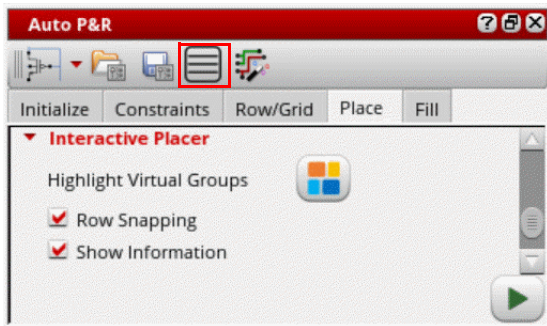 Auto P&R
Initialize Constraints Row/Grid Place Fill
Interactive Placer
Highlight Virtual Groups
Row Snapping
Show Information